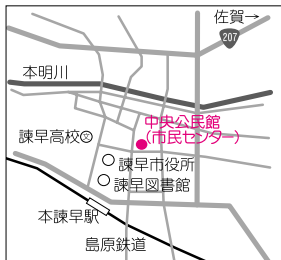 佐賀→
207
本明川
中央公民館
(市民センター)
諫早高校文
諫早市役所
諫早図書館
本諫早駅
島原鉄道